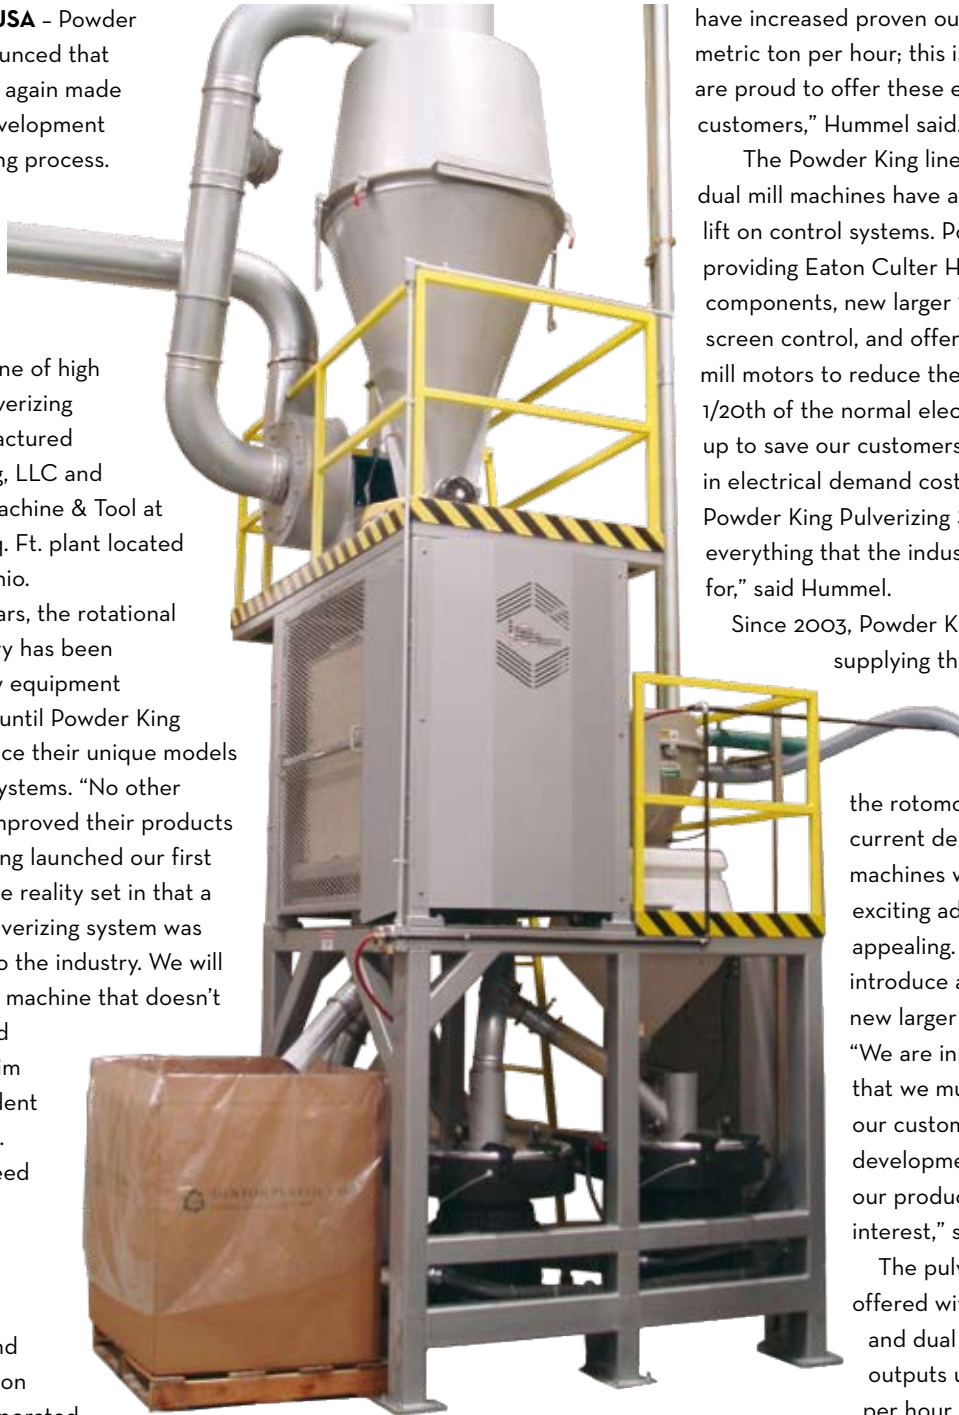 USA – Powder
ounced that
again made
velopment
ng process.
ne of high
verizing
actured
g, LLC and
achine & Tool at
q. Ft. plant located
hio.
ars, the rotational
ry has been
y equipment
until Powder King
ce their unique models
ystems. “No other
mproved their products
ing launched our first
e reality set in that a
verizing system was
o the industry. We will
machine that doesn’t
d
im
dent
.
eed
nd
on
perated
have increased proven ou
metric ton per hour; this is
are proud to offer these e
customers,” Hummel said.
The Powder King line
dual mill machines have a
lift on control systems. Po
providing Eaton Culter H
components, new larger
screen control, and offer
mill motors to reduce the
1/20th of the normal elec
up to save our customers
in electrical demand cost
Powder King Pulverizing S
everything that the indus
for,” said Hummel.
Since 2003, Powder K
supplying th
the rotomo
current de
machines w
exciting ad
appealing.
introduce a
new larger
“We are in
that we mu
our custom
developme
our produc
interest,” s
The pulv
offered wit
and dual
outputs u
per hour